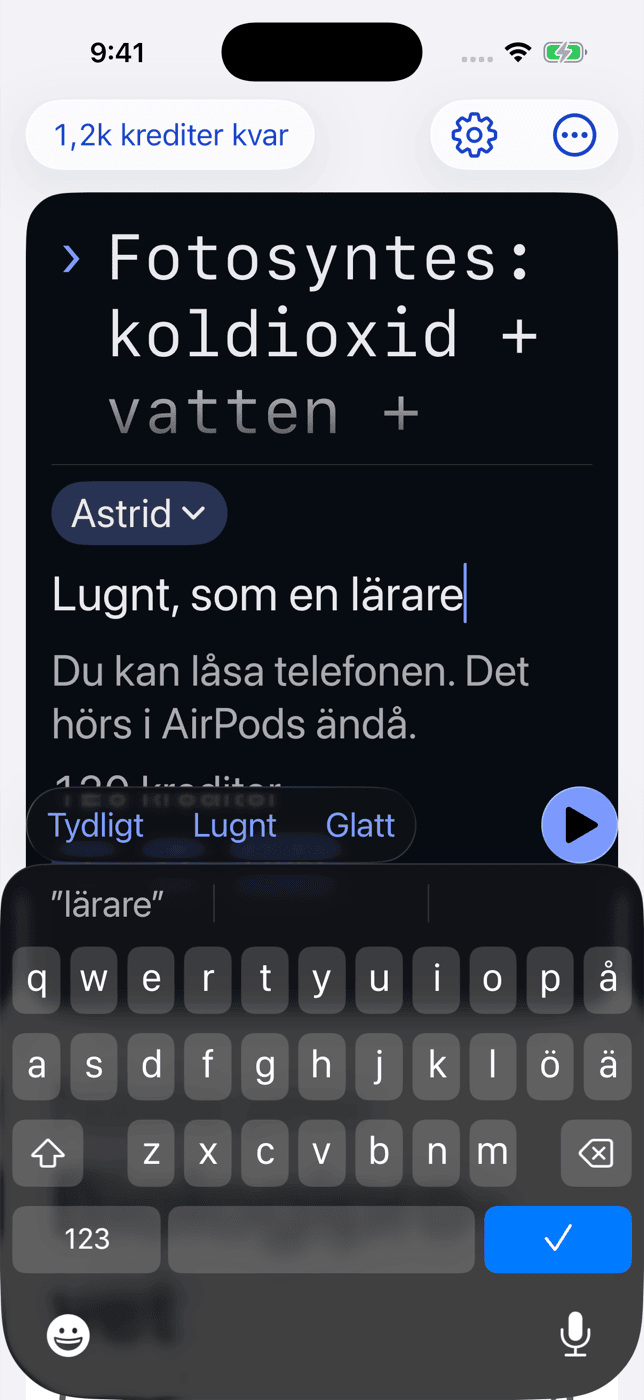 9:41
1,2k krediter kvar
› Fotosyntes:
koldioxid +
vatten +
Astrid
Lugnt, som en lärare
Du kan låsa telefonen. Det
hörs i AirPods ändå.
Tydligt Lugnt Glatt
”lärare”
q w e r t y u i o p å
a s d f g h j k l ö ä
z x c v b n m
123